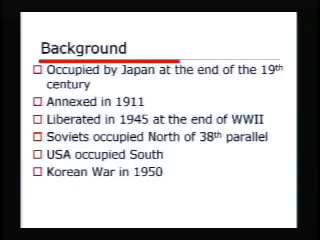 Background
Occupied by Japan at the end of the 19th
century
Annexed in 1911
Liberated in 1945 at the end of WWII
Soviets occupied North of 38th parallel
USA occupied South
Korean War in 1950